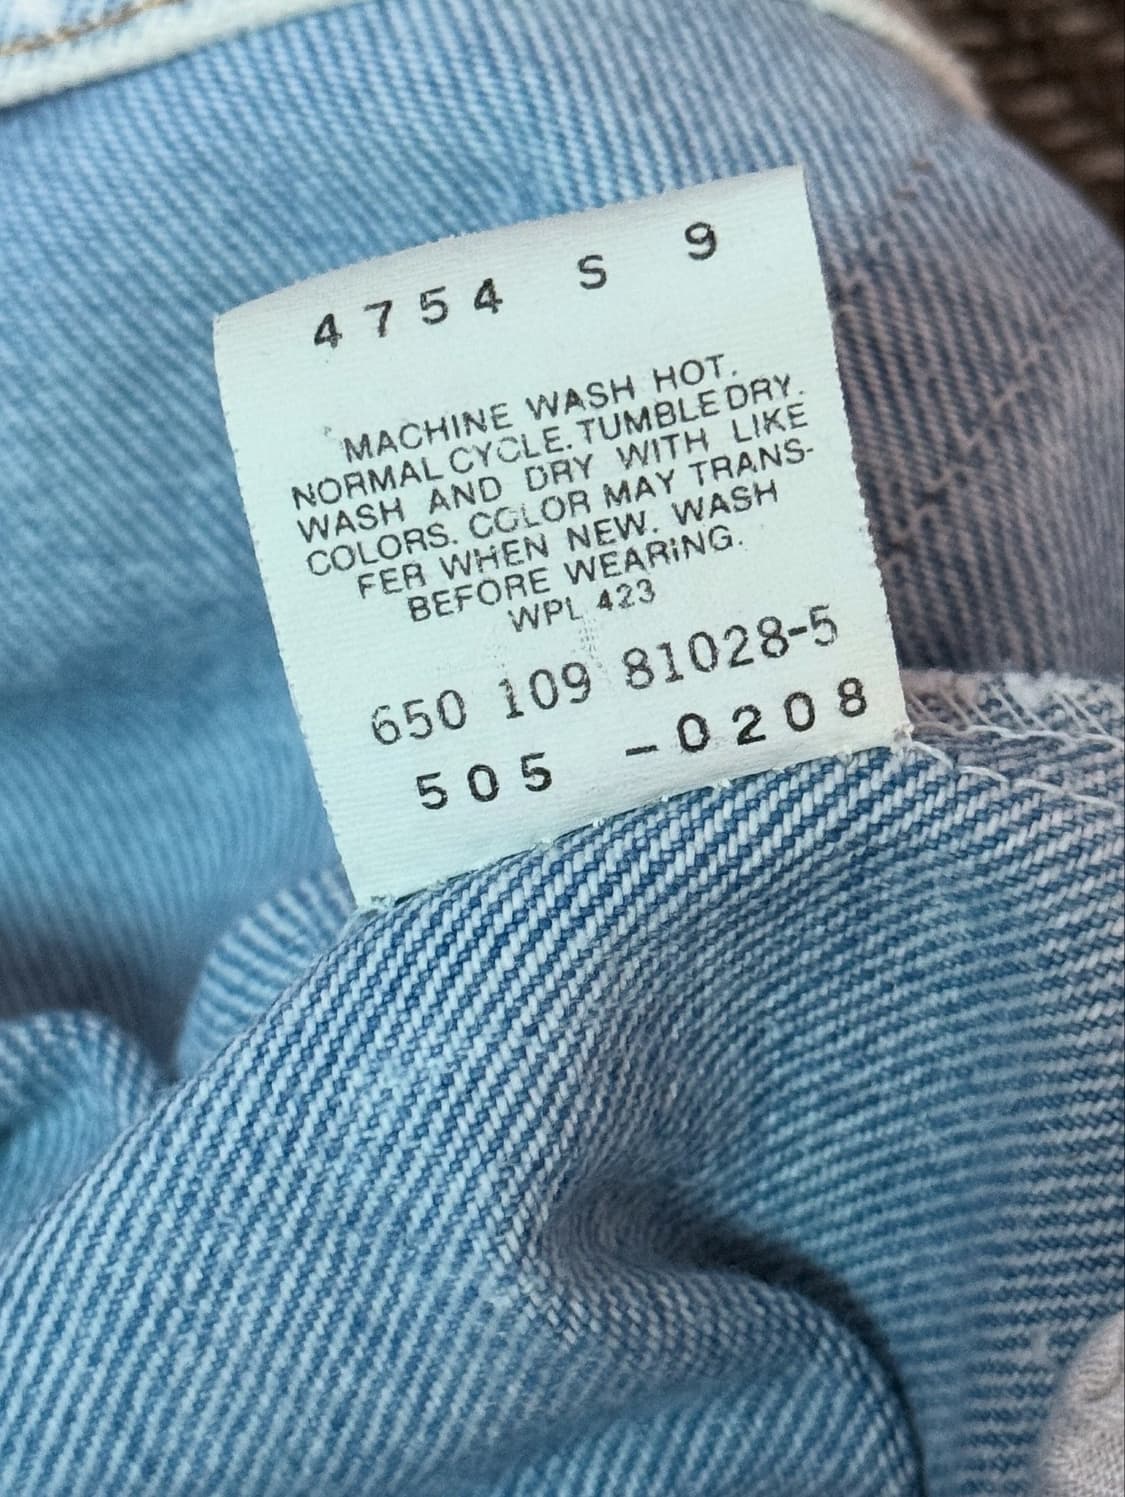 4754 S 9
MACHINE WASH HOT.
NORMAL CYCLE. TUMBLE DRY.
WASH AND DRY WITH LIKE
COLORS. COLOR MAY TRANS-
FER WHEN NEW. WASH
BEFORE WEARING.
WPL 423
650 109 81028-5
505 -0208